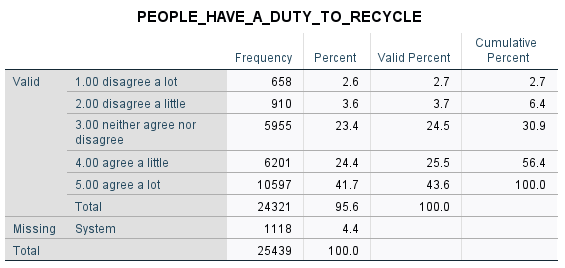 PEOPLE_HAVE_A_DUTY_TO_RECYCLE
Frequency Percent Valid Percent Cumulative Percent
Valid 1.00 disagree a lot 658 2.6 2.7 2.7
2.00 disagree a little 910 3.6 3.7 6.4
3.00 neither agree nor disagree 5955 23.4 24.5 30.9
4.00 agree a little 6201 24.4 25.5 56.4
5.00 agree a lot 10597 41.7 43.6 100.0
Total 24321 95.6 100.0
Missing System 1118 4.4
Total 25439 100.0